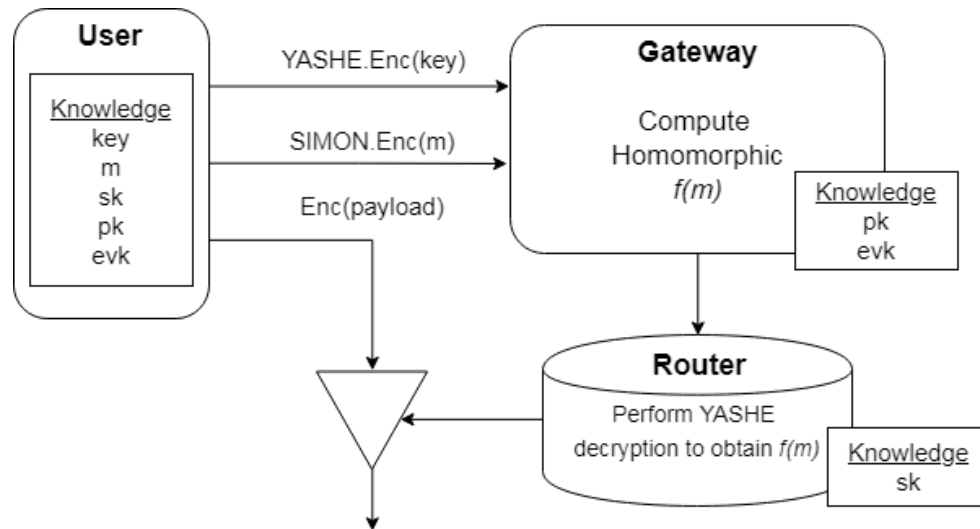 User
Knowledge
key
m
sk
pk
evk
YASHE.Enc(key)
SIMON.Enc(m)
Enc(payload)
Gateway
Compute
Homomorphic
f(m)
Knowledge
pk
evk
Router
Perform YASHE
decryption to obtain f(m)
Knowledge
sk